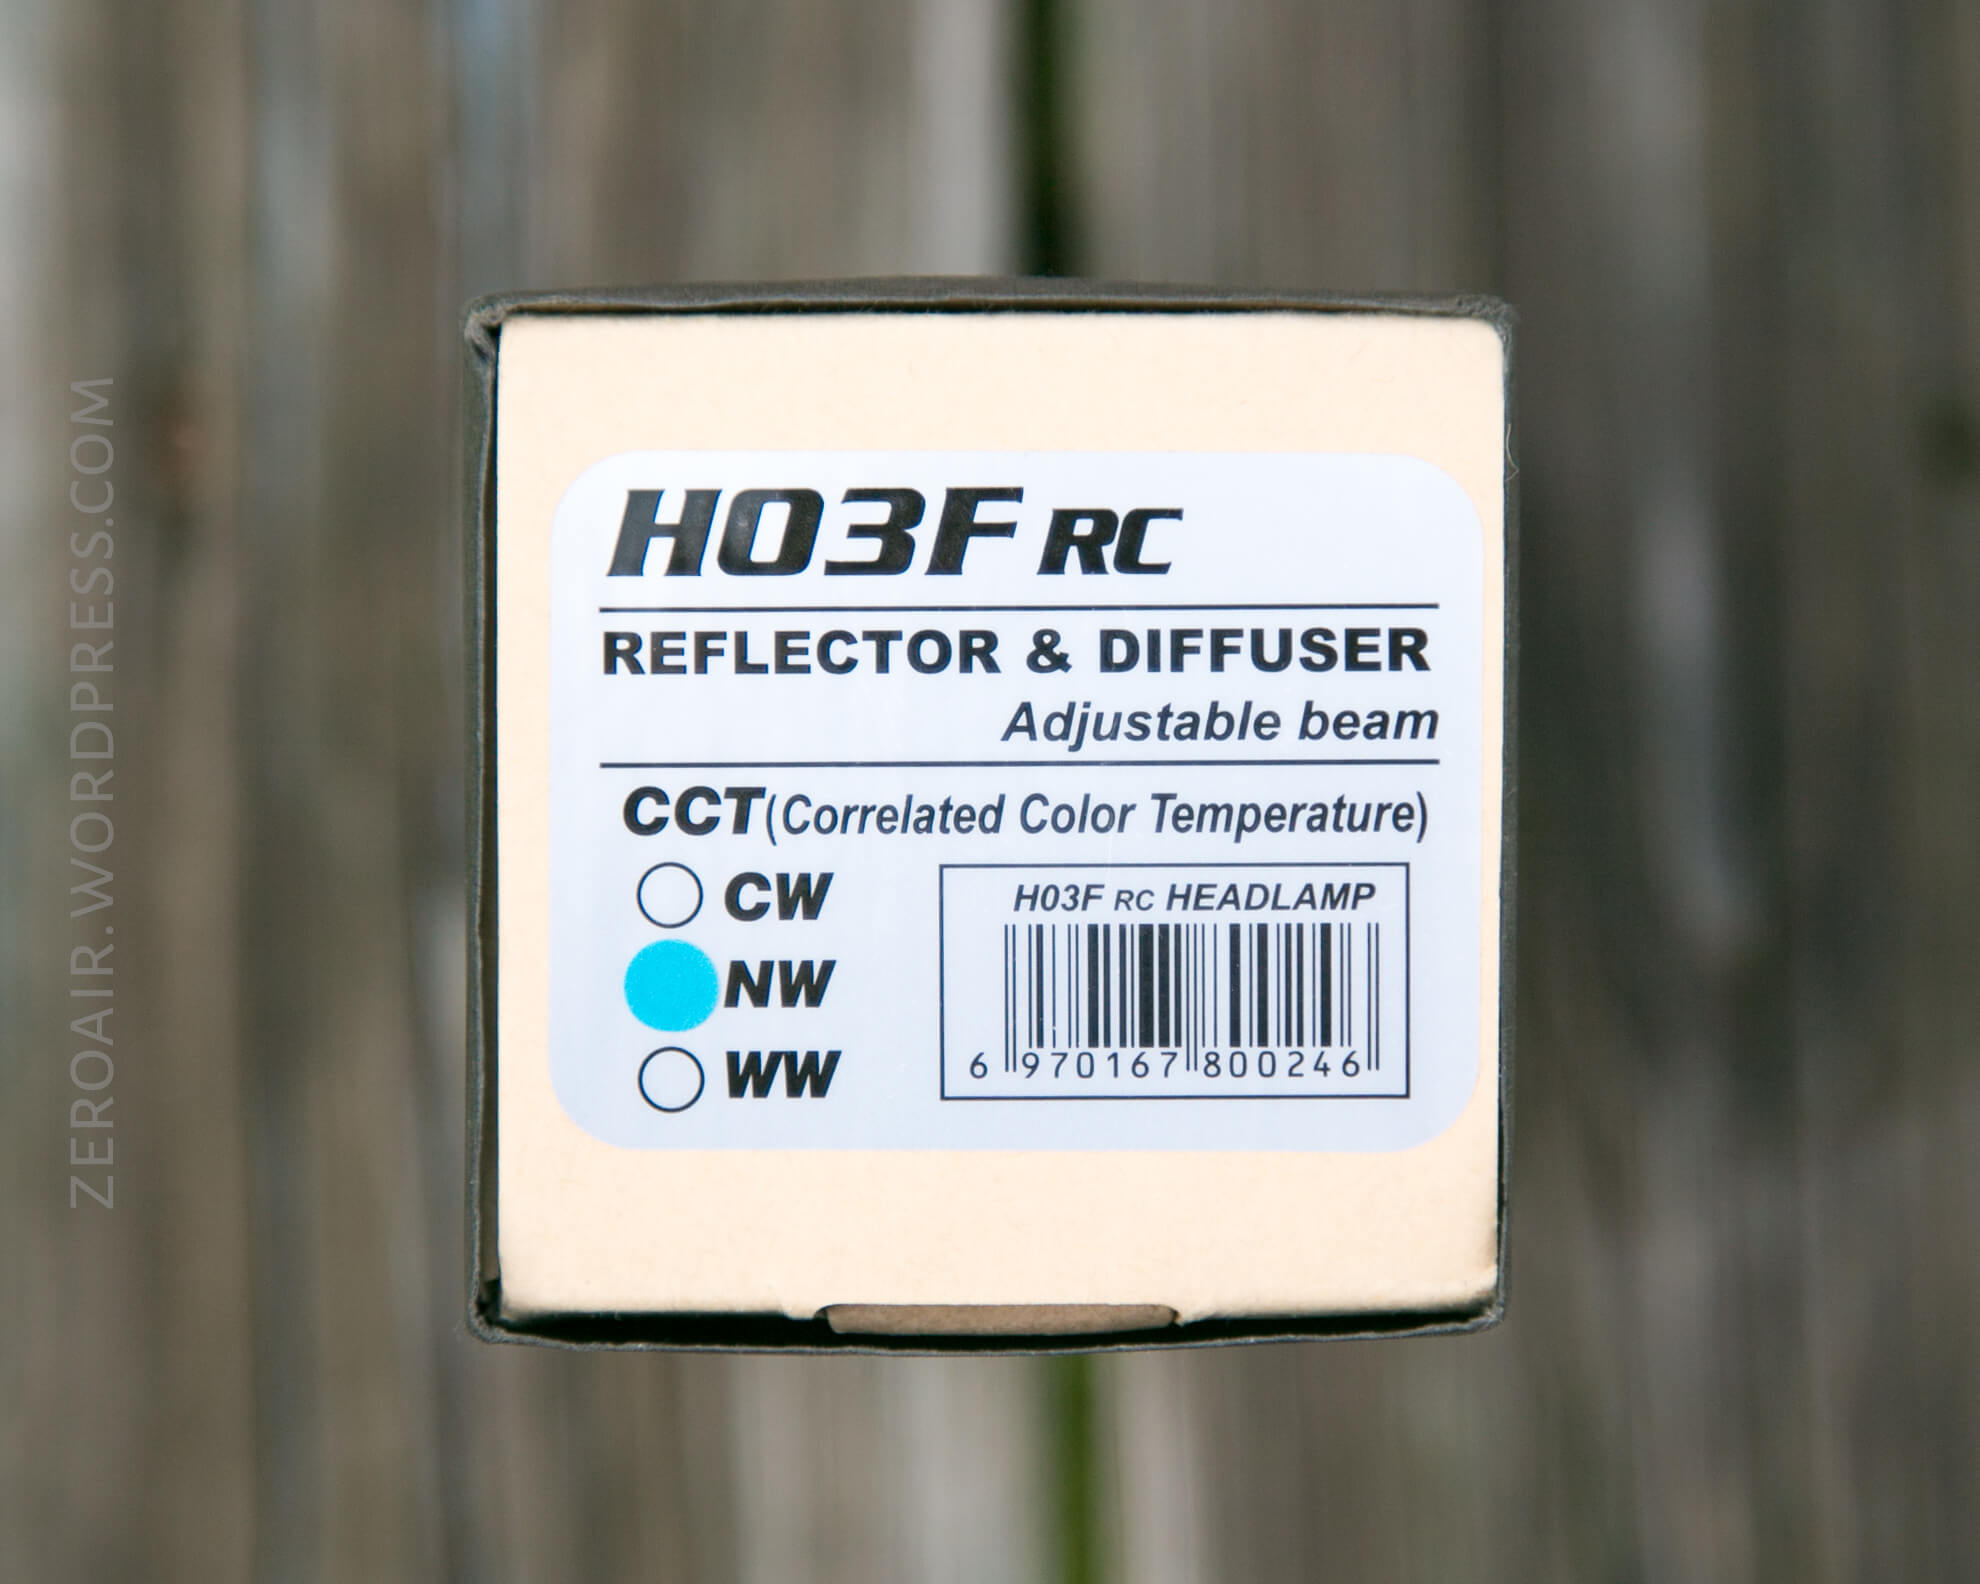 H03F RC
REFLECTOR & DIFFUSER
Adjustable beam
CCT(Correlated Color Temperature)
CW
NW
WW
H03F RC HEADLAMP
6 970167 800246
ZEROAIR.WORDPRESS.COM